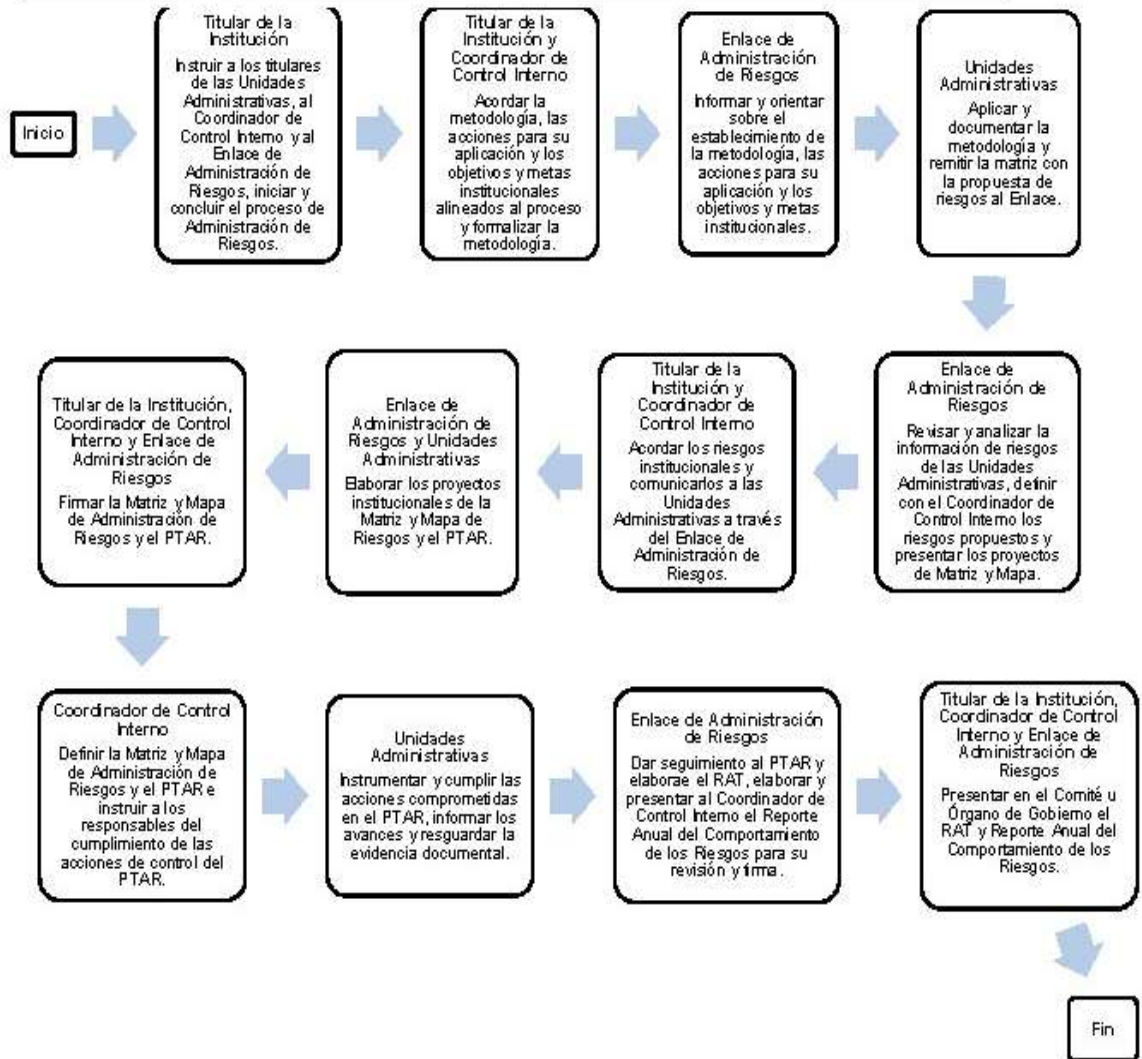 Inicio
Titular de la
Institución
Instruir a los titulares
de las Unidades
Administrativas, al
Coordinador de
Control Interno y al
Enlace de
Administración de
Riesgos, iniciar y
concluir el proceso de
Administración de
Riesgos.
Titular de la
Institución y
Coordinador de
Control Interno
Acordar la
metodología, las
acciones para su
aplicación y los
objetivos y metas
institucionales
alineados al proceso
y formalizar la
metodología.
Enlace de
Administración
de Riesgos
Informar y orientar
sobre el
establecimiento de
la metodología, las
acciones para su
aplicación y los
objetivos y metas
institucionales.
Unidades
Administrativas
Aplicar y
documentar la
metodología y
remitir la matriz con
la propuesta de
riesgos al Enlace.
Enlace de
Administración de
Riesgos
Revisar y analizar la
información de riesgos
de las Unidades
Administrativas, definir
con el Coordinador de
Control Interno los
riesgos propuestos y
presentar los proyectos
de Matriz y Mapa.
Titular de la
Institución y
Coordinador de
Control Interno
Acordar los riesgos
institucionales y
comunicarlos a las
Unidades
Administrativas a través
del Enlace de
Administración de
Riesgos.
Enlace de
Administración de
Riesgos y Unidades
Administrativas
Elaborar los proyectos
institucionales de la
Matriz y Mapa de
Riesgos y el PTAR.
Titular de la Institución,
Coordinador de Control
Interno y Enlace de
Administración de
Riesgos
Firmar la Matriz y Mapa
de Administración de
Riesgos y el PTAR.
Coordinador de Control
Interno
Definir la Matriz y Mapa
de Administración de
Riesgos y el PTAR e
instruir a los
responsables del
cumplimiento de las
acciones de control del
PTAR.
Unidades
Administrativas
Instrumentar y cumplir las
acciones comprometidas
en el PTAR, informar los
avances y resguardar la
evidencia documental.
Enlace de Administración
de Riesgos
Dar seguimiento al PTAR y
elaborae el RAT, elaborar y
presentar al Coordinador de
Control Interno el Reporte
Anual del Comportamiento
de los Riesgos para su
revisión y firma.
Titular de la Institución,
Coordinador de Control
Interno y Enlace de
Administración de
Riesgos
Presentar en el Comité u
Órgano de Gobierno el
RAT y Reporte Anual del
Comportamiento de los
Riesgos.
Fin